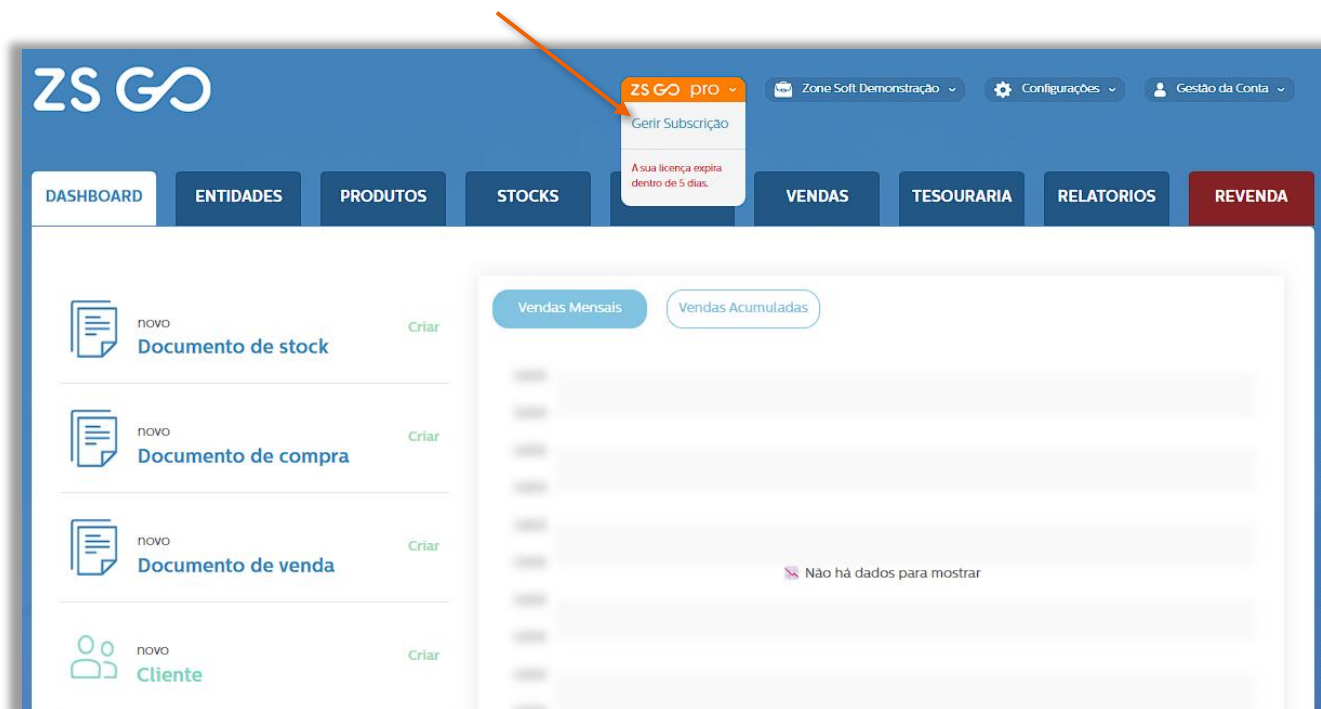 ZS GO
ZS GO pro
Zone Soft Demonstração
Configurações
Gestão da Conta
Gerir Subscrição
A sua licença expira
dentro de 5 dias.
DASHBOARD
ENTIDADES
PRODUTOS
STOCKS
VENDAS
TESOURARIA
RELATORIOS
REVENDA
novo
Documento de stock
Criar
novo
Documento de compra
Criar
novo
Documento de venda
Criar
novo
Cliente
Criar
Vendas Mensais
Vendas Acumuladas
Não há dados para mostrar